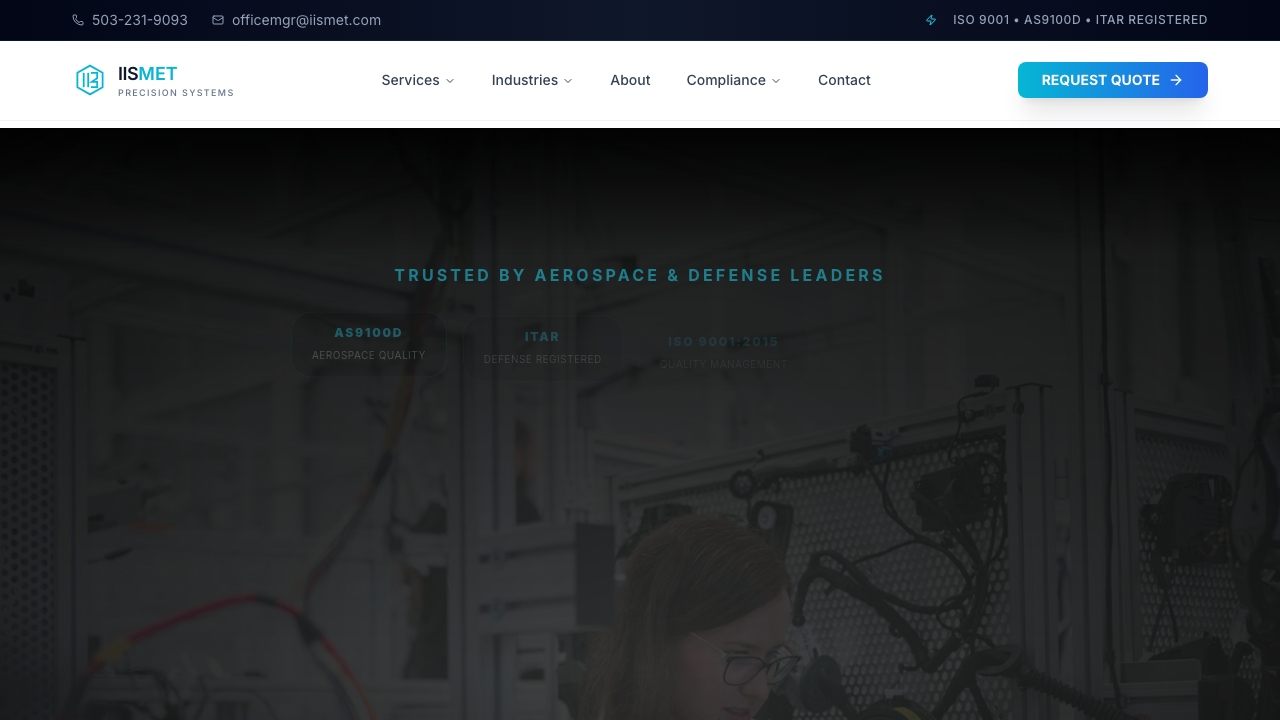 503-231-9093
officemgr@iismet.com
ISO 9001 • AS9100D • ITAR REGISTERED
IISMET
PRECISION SYSTEMS
Services
Industries
About
Compliance
Contact
REQUEST QUOTE
TRUSTED BY AEROSPACE & DEFENSE LEADERS
AS9100D
AEROSPACE QUALITY
ITAR
DEFENSE REGISTERED
ISO 9001:2015
QUALITY MANAGEMENT